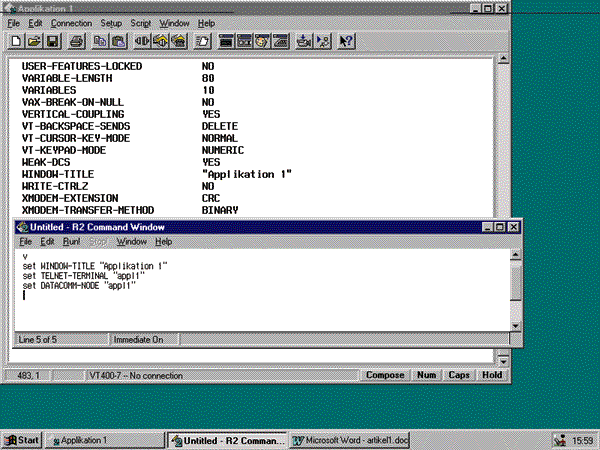 Applikation 1
File Edit Connection Setup Script Window Help
USER-FEATURES-LOCKED NO
VARIABLE-LENGTH 80
VARIABLES 10
VAX-BREAK-ON-NULL NO
VERTICAL-COUPLING YES
VT-BACKSPACE-SENDS DELETE
VT-CURSOR-KEY-MODE NORMAL
VT-KEYPAD-MODE NUMERIC
WEAK-DCS YES
WINDOW-TITLE "Applikation 1"
WRITE-CTRLZ NO
XMODEM-EXTENSION CRC
XMODEM-TRANSFER-METHOD BINARY
Untitled - R2 Command Window
File Edit Run! Stop! Window Help
v
set WINDOW-TITLE "Applikation 1"
set TELNET-TERMINAL "appl1"
set DATACOMM-NODE "appl1"
Line 5 of 5 Immediate On
483, 1 VT400-7 -- No connection Compose Num Caps Hold
Start Applikation 1 Untitled - R2 Comman... Microsoft Word - artikel1.doc 15:59